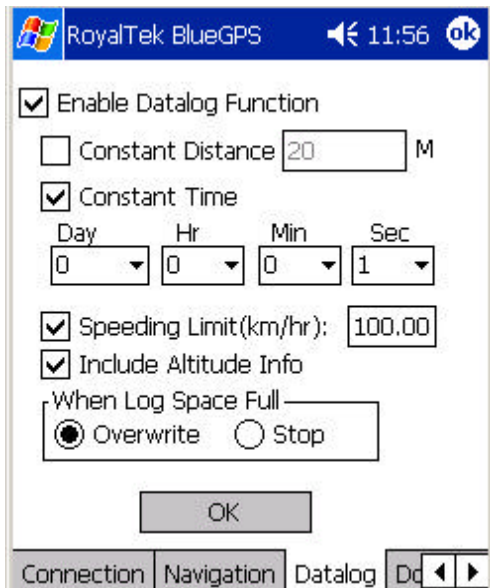 RoyalTek BlueGPS 11:56 ok
Enable Datalog Function
Constant Distance 20 M
Constant Time
Day Hr Min Sec
0 0 0 1
Speeding Limit(km/hr): 100.00
Include Altitude Info
When Log Space Full
Overwrite Stop
OK
Connection Navigation Datalog